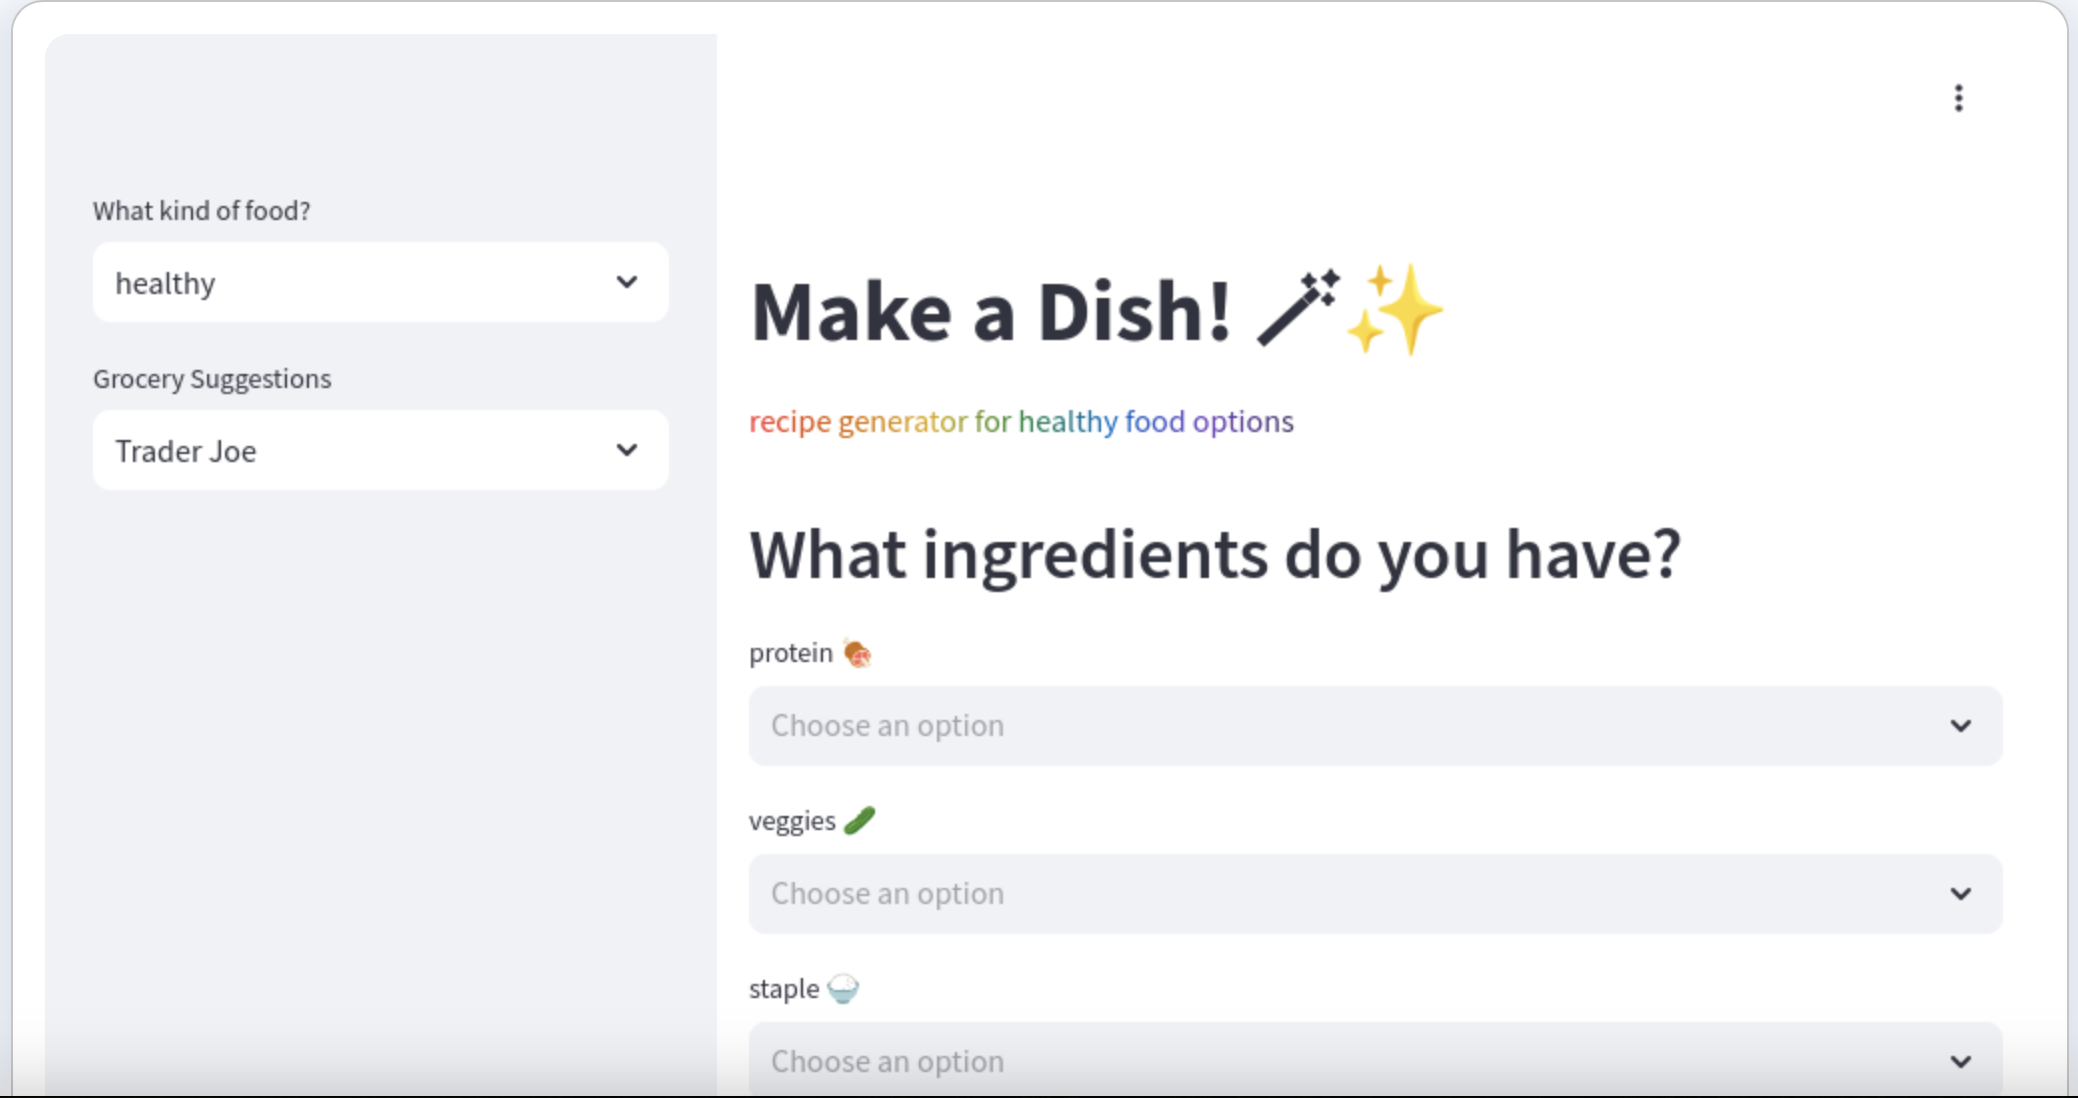 What kind of food?
healthy
Grocery Suggestions
Trader Joe
Make a Dish! 🪄✨
recipe generator for healthy food options
What ingredients do you have?
protein 🍖
Choose an option
veggies 🥒
Choose an option
staple 🍚
Choose an option